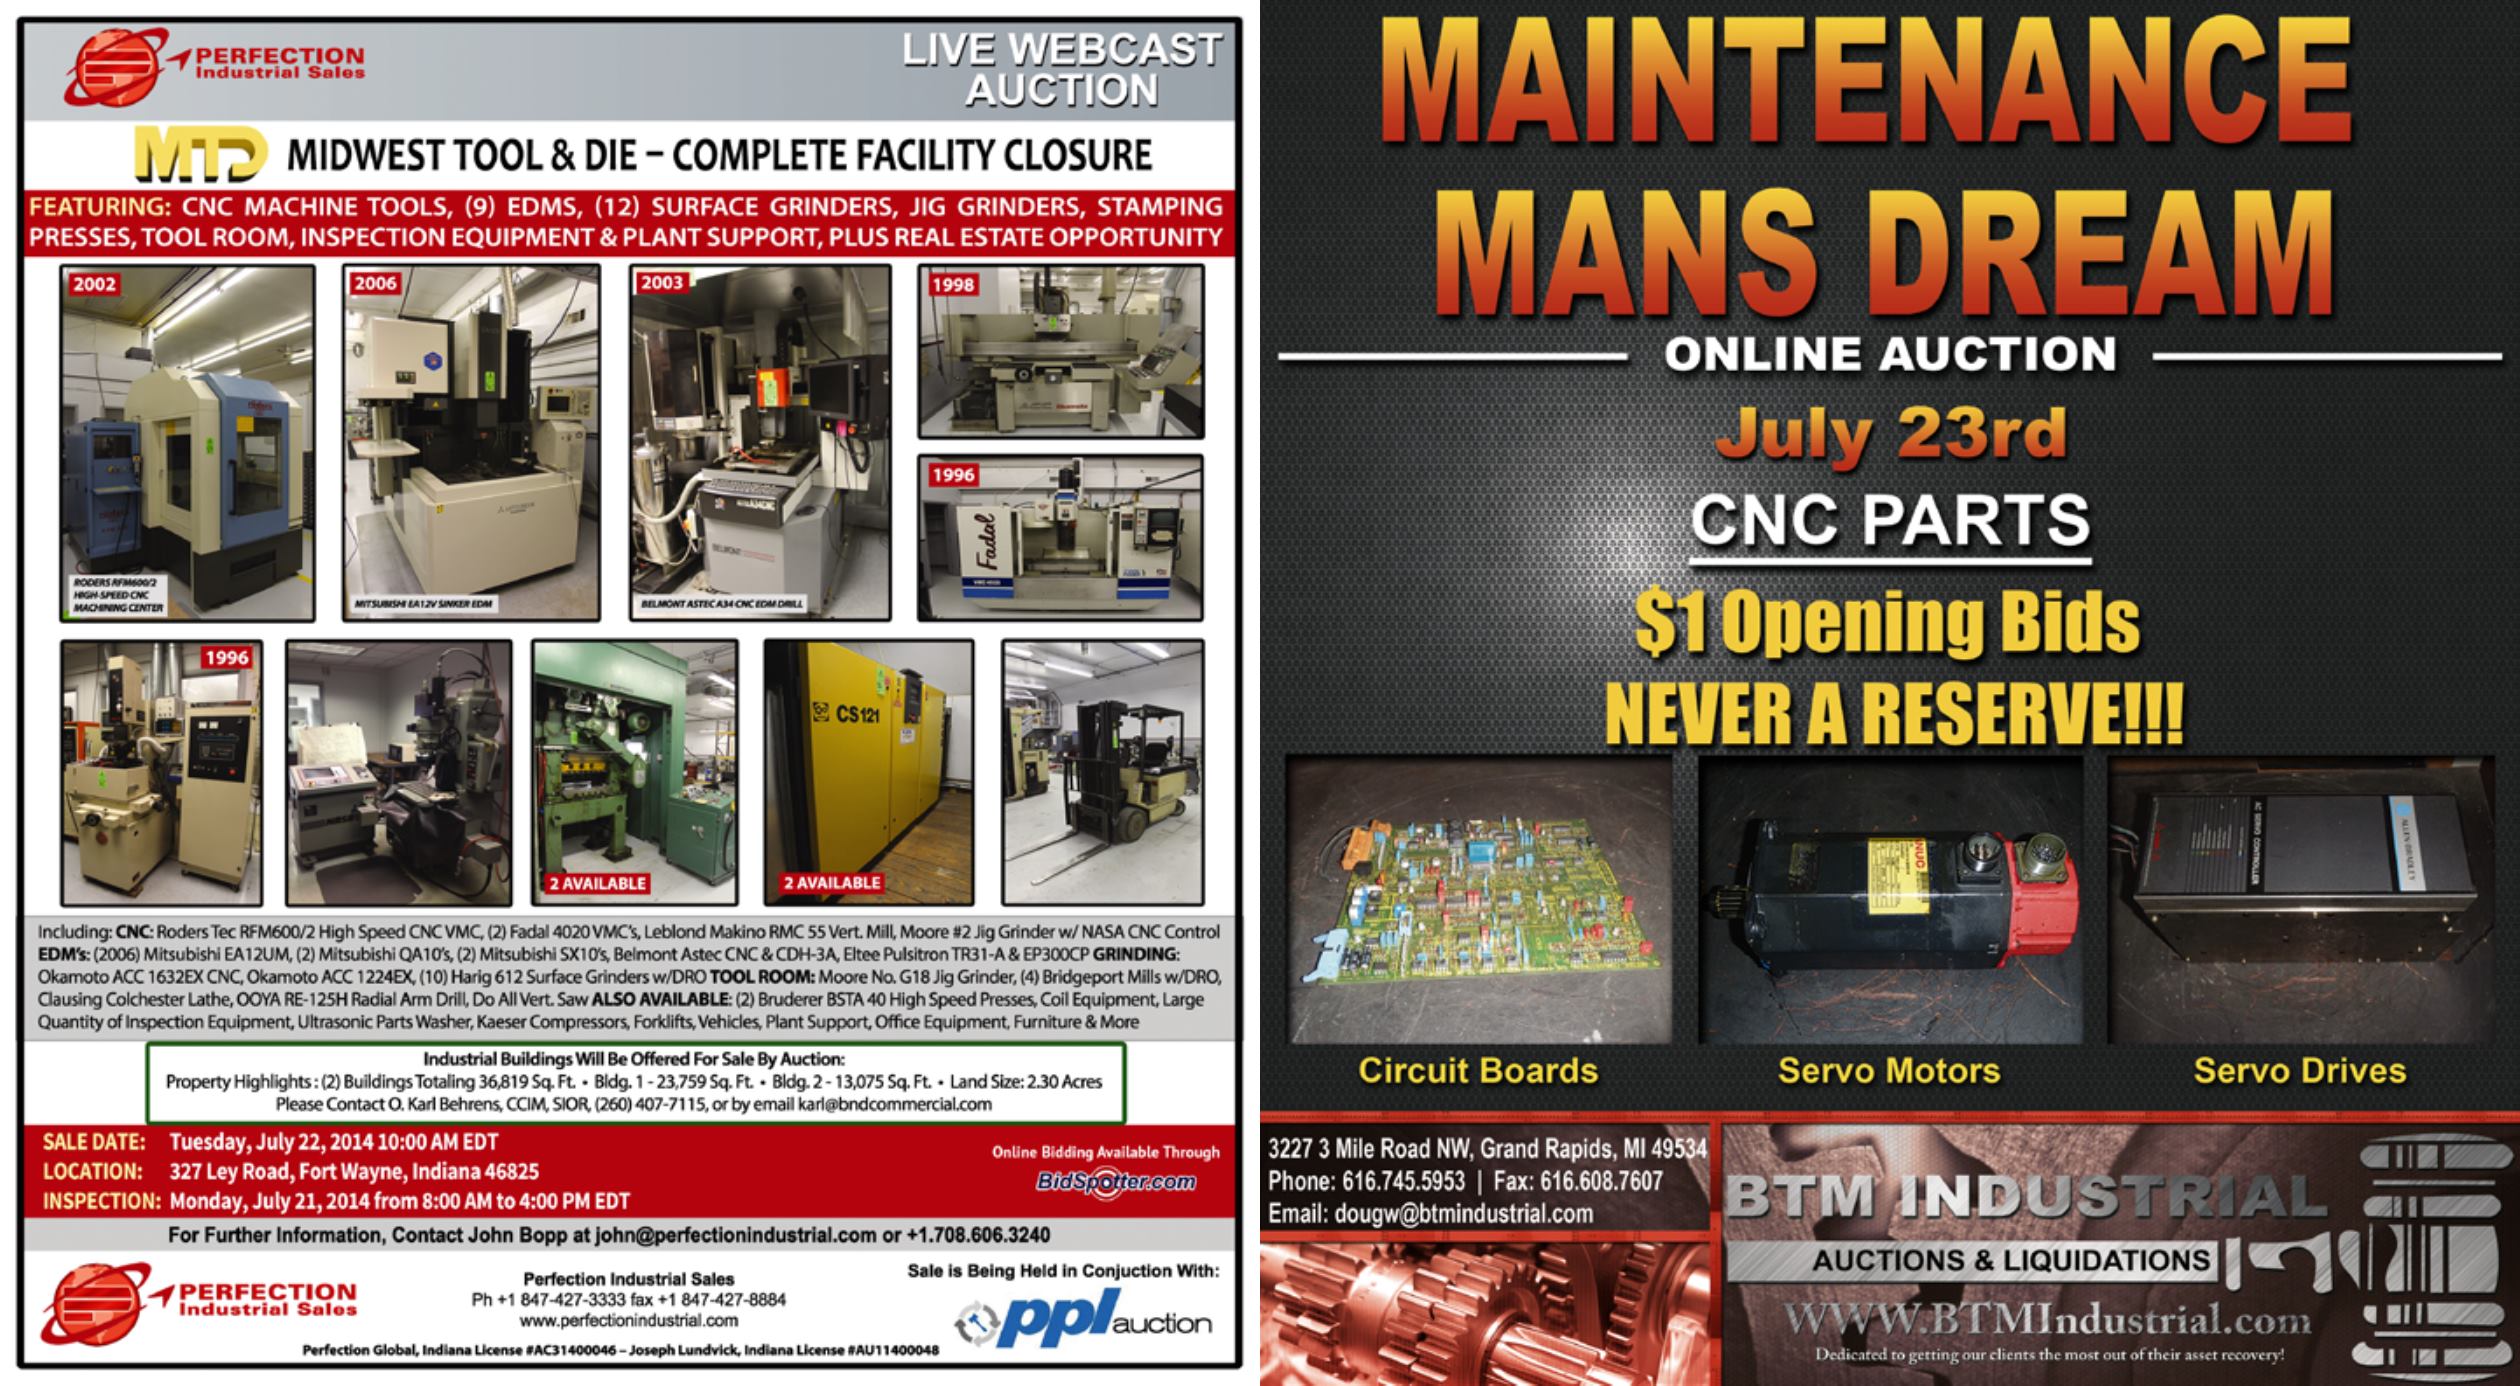 PERFECTION
Industrial Sales
LIVE WEBCAST
AUCTION
MTD MIDWEST TOOL & DIE – COMPLETE FACILITY CLOSURE
FEATURING: CNC MACHINE TOOLS, (9) EDMS, (12) SURFACE GRINDERS, JIG GRINDERS, STAMPING
PRESSES, TOOL ROOM, INSPECTION EQUIPMENT & PLANT SUPPORT, PLUS REAL ESTATE OPPORTUNITY
2002
RODERS RFM600/2
HIGH-SPEED CNC
MACHINING CENTER
2006
MITSUBISHI EA12V SINKER EDM
2003
BELMONT
BELMONT ASTEC A34 CNC EDM DRILL
1998
1996
Fadal
1996
2 AVAILABLE
CS 121
2 AVAILABLE
Including: CNC: Roders Tec RFM600/2 High Speed CNC VMC, (2) Fadal 4020 VMC's, Leblond Makino RMC 55 Vert. Mill, Moore #2 Jig Grinder w/ NASA CNC Control
EDM's: (2006) Mitsubishi EA12UM, (2) Mitsubishi QA10's, (2) Mitsubishi SX10's, Belmont Astec CNC & CDH-3A, Eltee Pulsitron TR31-A & EP300CP GRINDING:
Okamoto ACC 1632EX CNC, Okamoto ACC 1224EX, (10) Harig 612 Surface Grinders w/DRO TOOL ROOM: Moore No. G18 Jig Grinder, (4) Bridgeport Mills w/DRO,
Clausing Colchester Lathe, OOYA RE-125H Radial Arm Drill, Do All Vert. Saw ALSO AVAILABLE: (2) Bruderer BSTA 40 High Speed Presses, Coil Equipment, Large
Quantity of Inspection Equipment, Ultrasonic Parts Washer, Kaeser Compressors, Forklifts, Vehicles, Plant Support, Office Equipment, Furniture & More
Industrial Buildings Will Be Offered For Sale By Auction:
Property Highlights : (2) Buildings Totaling 36,819 Sq. Ft. • Bldg. 1 - 23,759 Sq. Ft. • Bldg. 2 - 13,075 Sq. Ft. • Land Size: 2.30 Acres
Please Contact O. Karl Behrens, CCIM, SIOR, (260) 407-7115, or by email karl@bndcommercial.com
SALE DATE: Tuesday, July 22, 2014 10:00 AM EDT
LOCATION: 327 Ley Road, Fort Wayne, Indiana 46825
INSPECTION: Monday, July 21, 2014 from 8:00 AM to 4:00 PM EDT
Online Bidding Available Through
BidSpotter.com
For Further Information, Contact John Bopp at john@perfectionindustrial.com or +1.708.606.3240
PERFECTION
Industrial Sales
Perfection Industrial Sales
Ph +1 847-427-3333 fax +1 847-427-8884
www.perfectionindustrial.com
Sale is Being Held in Conjuction With:
ppl auction
Perfection Global, Indiana License #AC31400046 – Joseph Lundvick, Indiana License #AU11400048
MAINTENANCE
MANS DREAM
ONLINE AUCTION
July 23rd
CNC PARTS
$1 Opening Bids
NEVER A RESERVE!!!
AC SERVO CONTROLLER
ALLEN-BRADLEY
Circuit Boards
Servo Motors
Servo Drives
3227 3 Mile Road NW, Grand Rapids, MI 49534
Phone: 616.745.5953 | Fax: 616.608.7607
Email: dougw@btmindustrial.com
BTM INDUSTRIAL
AUCTIONS & LIQUIDATIONS
WWW.BTMIndustrial.com
Dedicated to getting our clients the most out of their asset recovery!